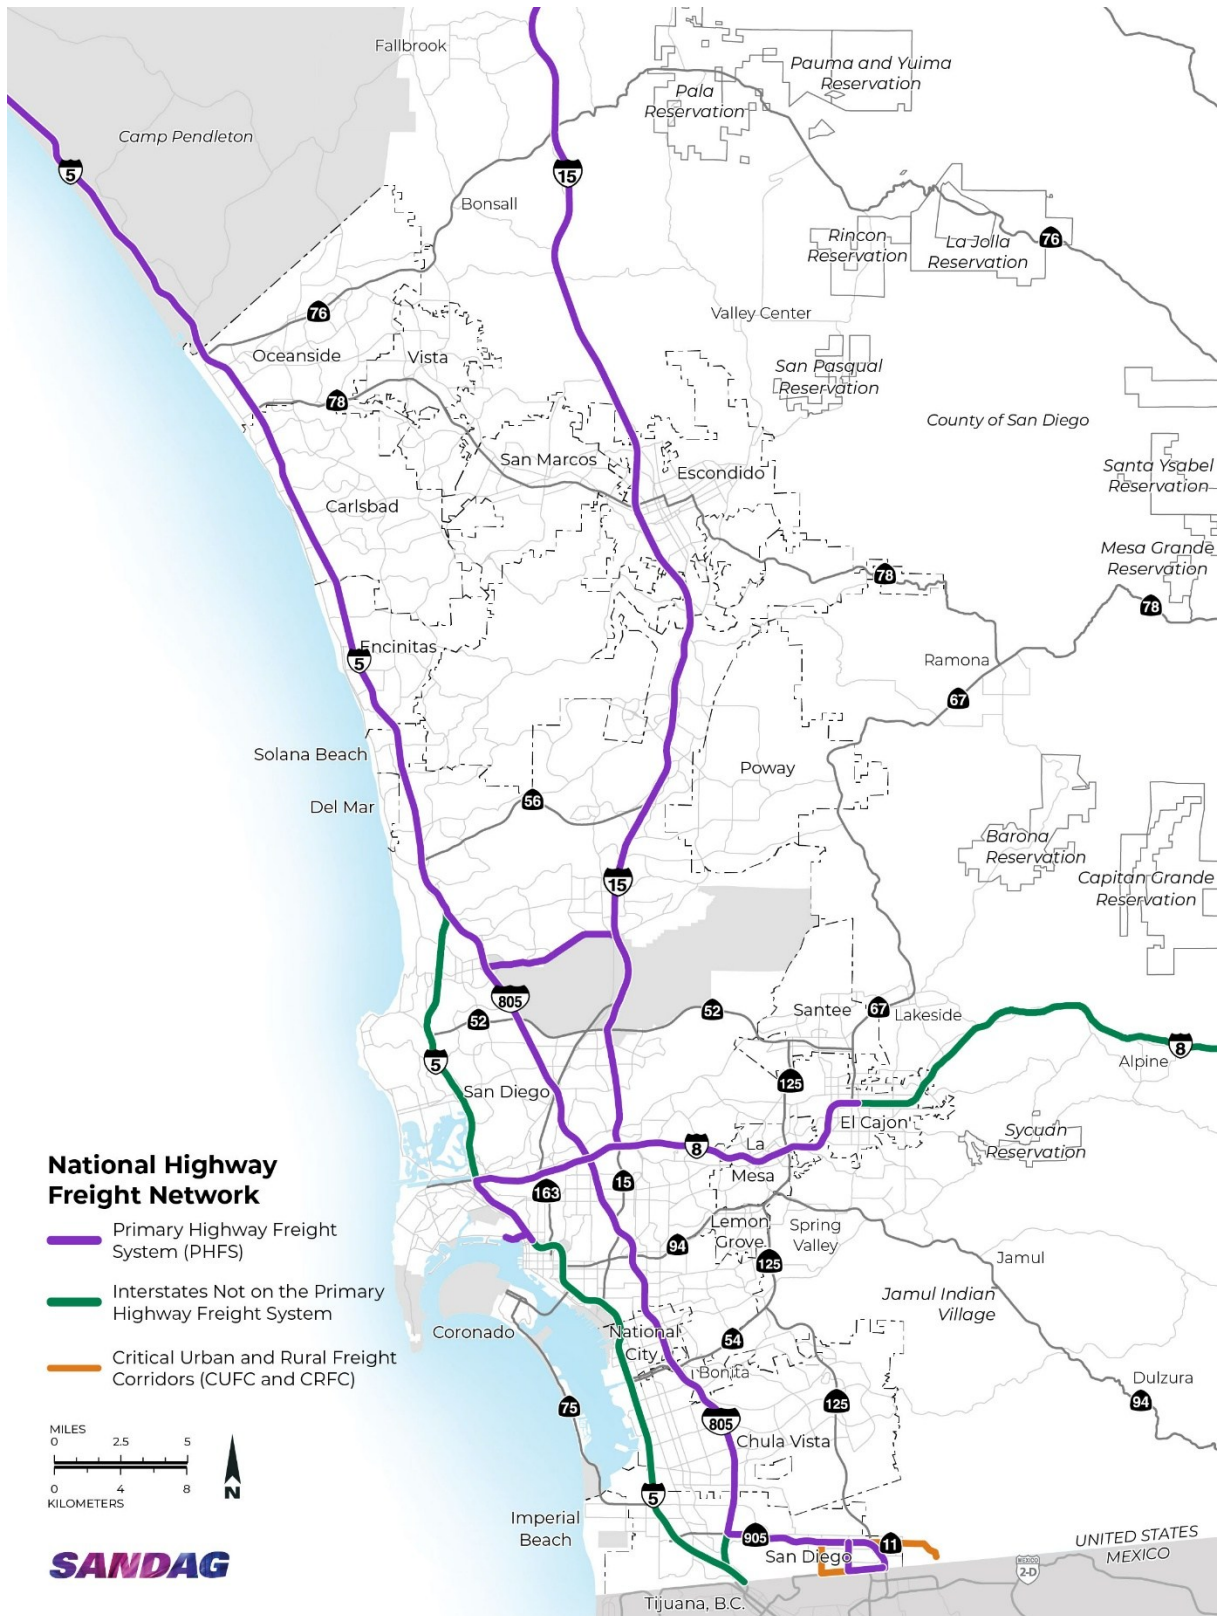 Fallbrook
Pauma and Yuima
Reservation
Pala
Reservation
Camp Pendleton
5
15
Bonsall
Rincon
Reservation
La Jolla
Reservation
76
76
Valley Center
Oceanside
Vista
San Pasqual
Reservation
78
County of San Diego
San Marcos
Escondido
Santa Ysabel
Reservation
Carlsbad
Mesa Grande
Reservation
78
78
Encinitas
5
Ramona
67
Solana Beach
Poway
Del Mar
56
Barona
Reservation
15
Capitan Grande
Reservation
805
52
52
Santee
67
Lakeside
5
8
Alpine
San Diego
125
El Cajon
Sycuan
Reservation
La
Mesa
8
National Highway
Freight Network
163
15
Primary Highway Freight
System (PHFS)
Lemon
Grove
Spring
Valley
94
125
Jamul
Interstates Not on the Primary
Highway Freight System
Jamul Indian
Village
Coronado
National
City
54
Critical Urban and Rural Freight
Corridors (CUFC and CRFC)
Bonita
Dulzura
75
125
94
805
Chula Vista
MILES
0 2.5 5
0 4 8
KILOMETERS
N
5
Imperial
Beach
905
11
San Diego
UNITED STATES
MEXICO
MEXICO
2-D
SANDAG
Tijuana, B.C.